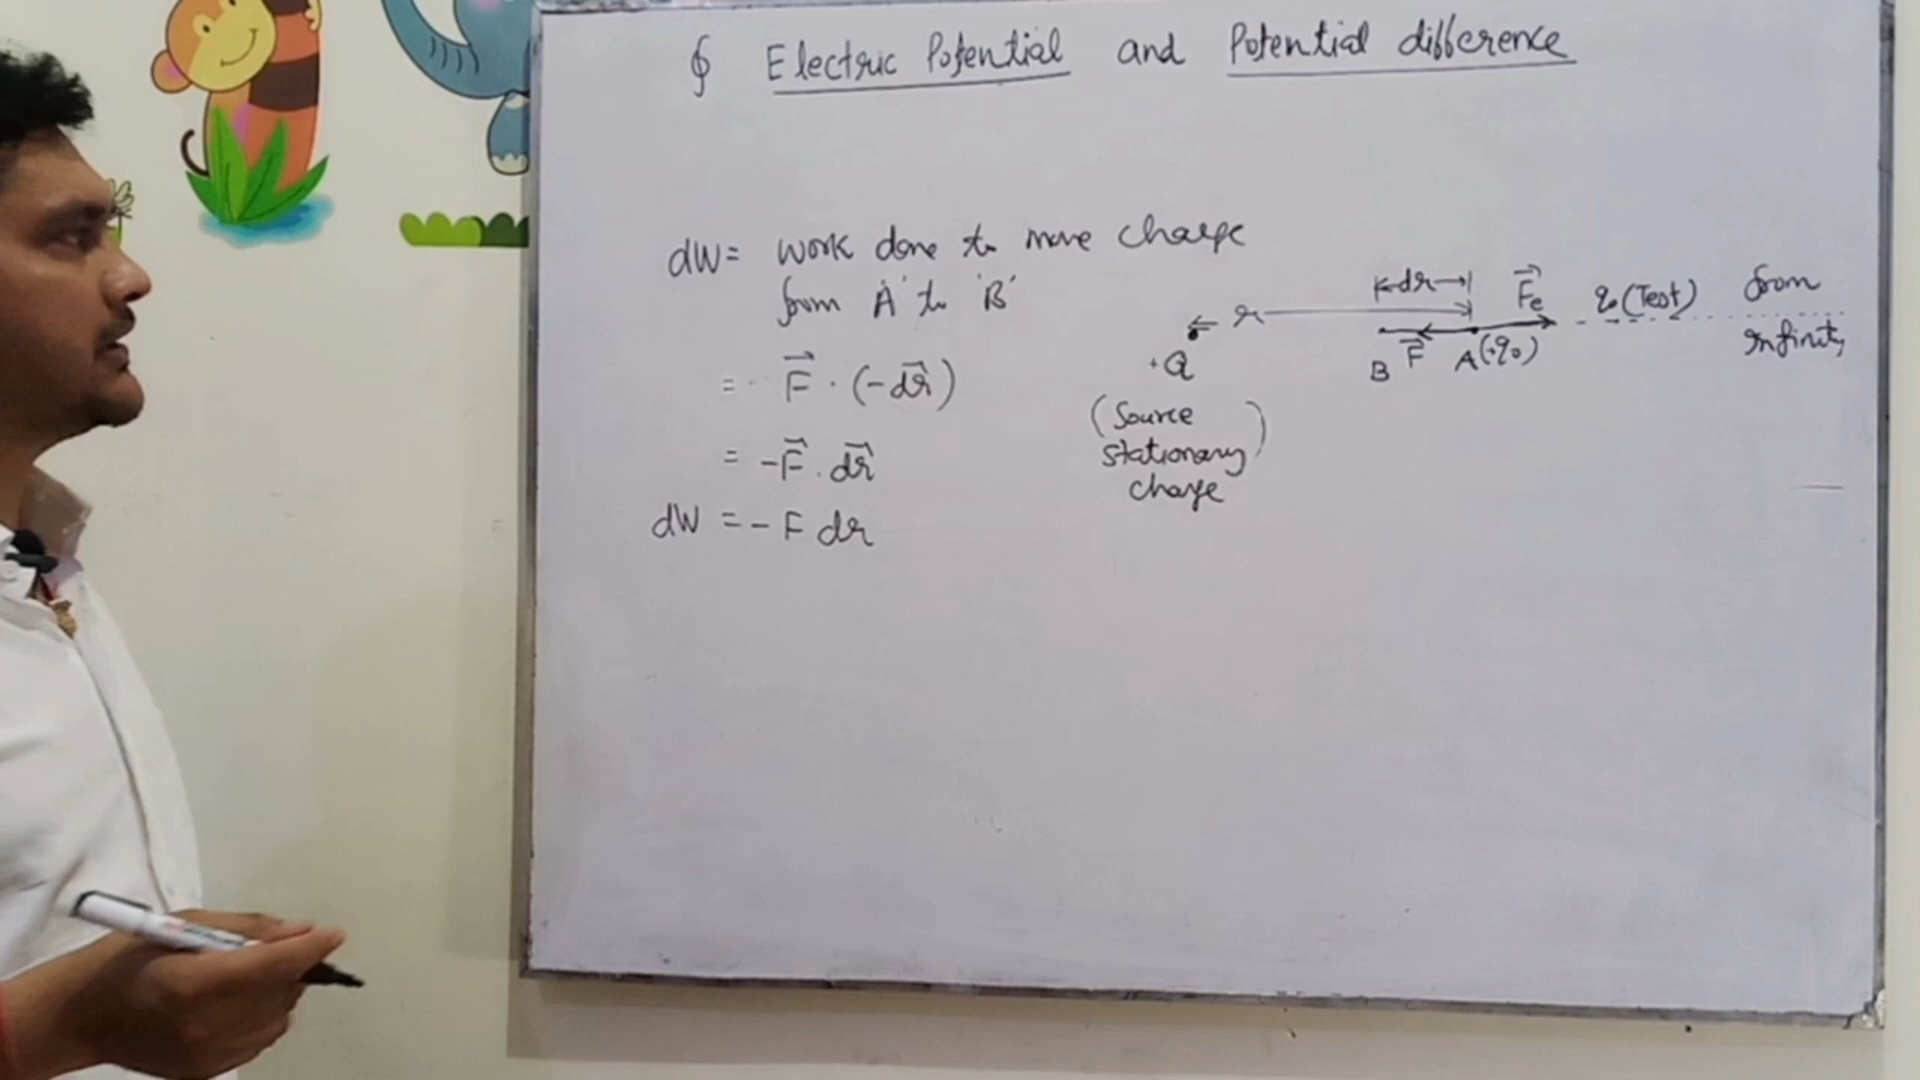 § Electric Potential and Potential difference
dW = work done to move charge
from 'A' to 'B'
= F⃗ · (-dr⃗)
= -F⃗ . dr⃗
dW = - F dr
r
dr
F⃗e
q₀ (Test) from
infinity
+Q
B F⃗ A(+q₀)
(Source
stationary
charge)